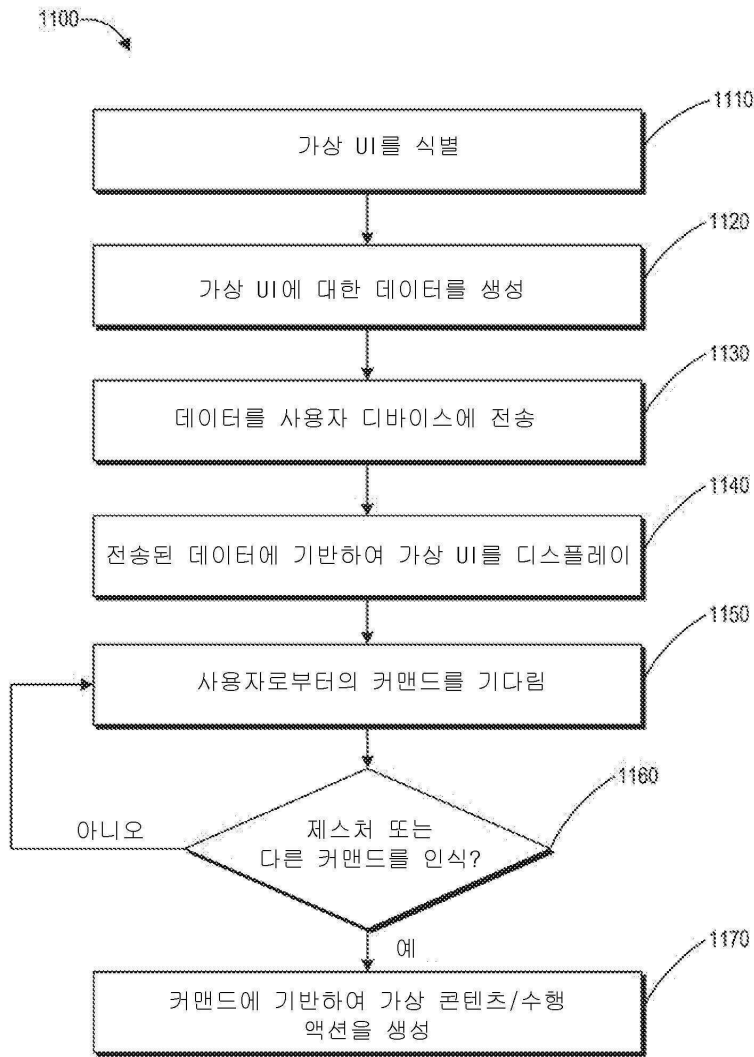 1100
가상 UI를 식별
1110
가상 UI에 대한 데이터를 생성
1120
데이터를 사용자 디바이스에 전송
1130
전송된 데이터에 기반하여 가상 UI를 디스플레이
1140
사용자로부터의 커맨드를 기다림
1150
제스처 또는
다른 커맨드를 인식?
1160
아니오
예
커맨드에 기반하여 가상 콘텐츠/수행
액션을 생성
1170